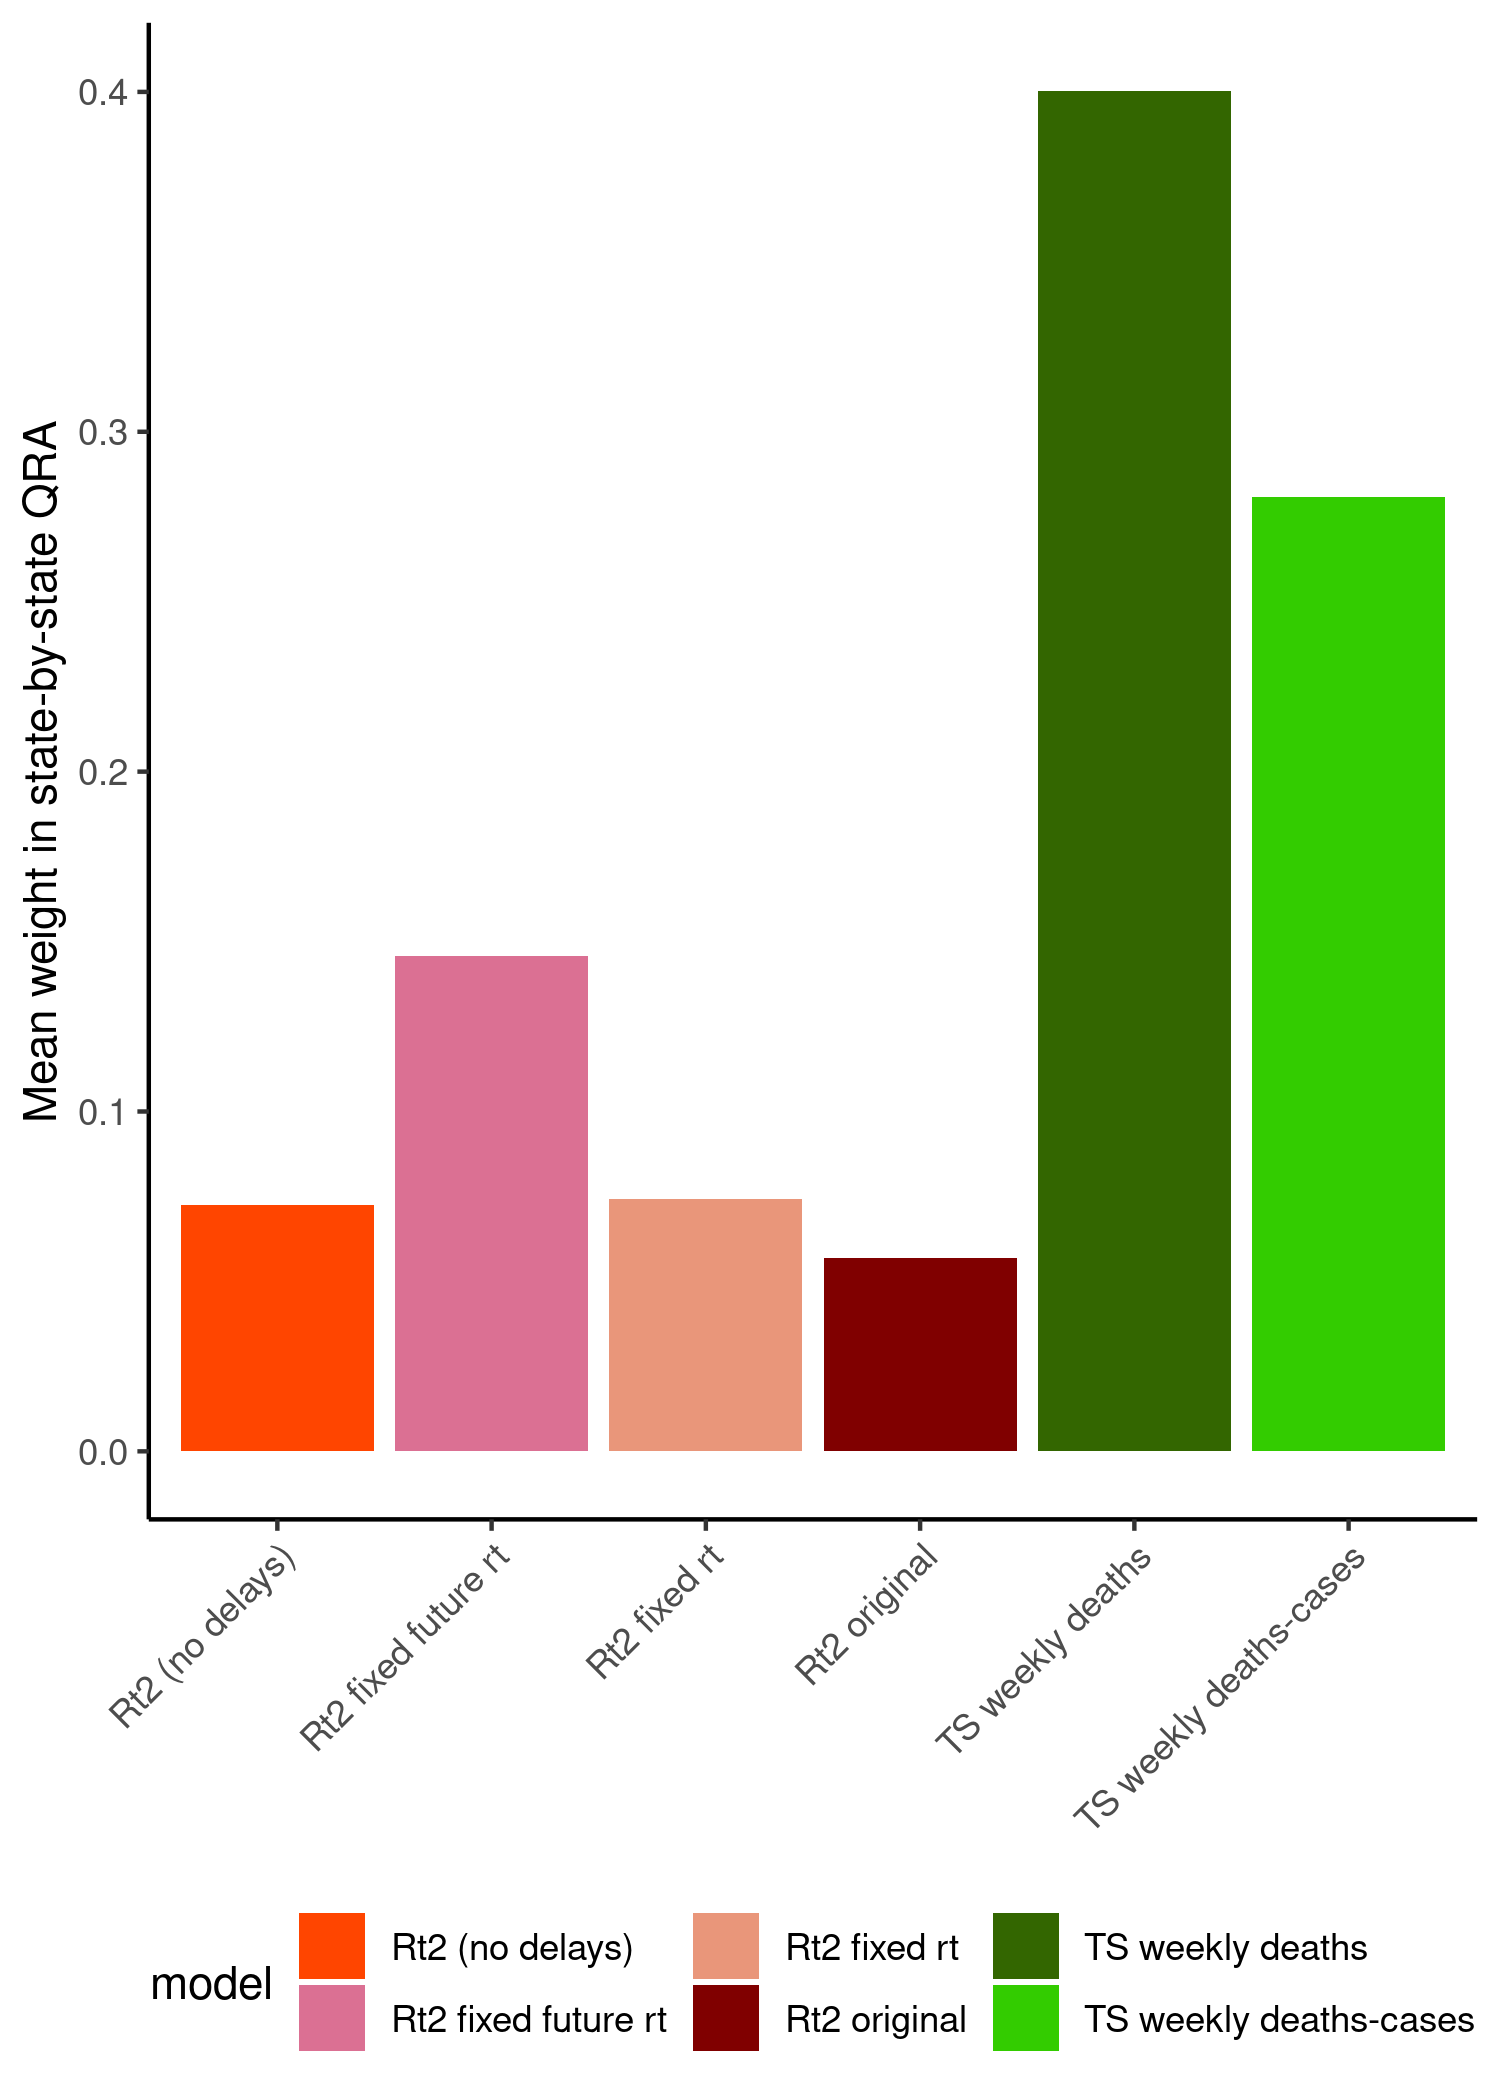 Mean weight in state-by-state QRA
0.4
0.3
0.2
0.1
0.0
Rt2 (no delays)
Rt2 fixed future rt
Rt2 fixed rt
Rt2 original
TS weekly deaths
TS weekly deaths-cases
model
Rt2 (no delays)
Rt2 fixed rt
TS weekly deaths
Rt2 fixed future rt
Rt2 original
TS weekly deaths-cases